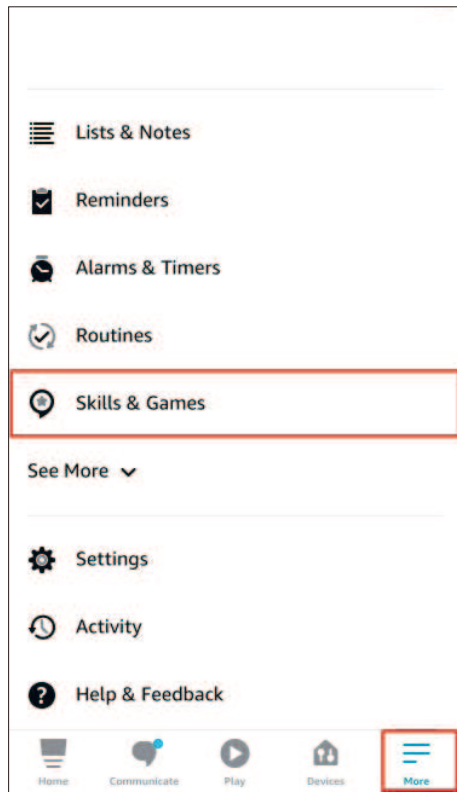 Lists & Notes
Reminders
Alarms & Timers
Routines
Skills & Games
See More
Settings
Activity
Help & Feedback
Home Communicate Play Devices More